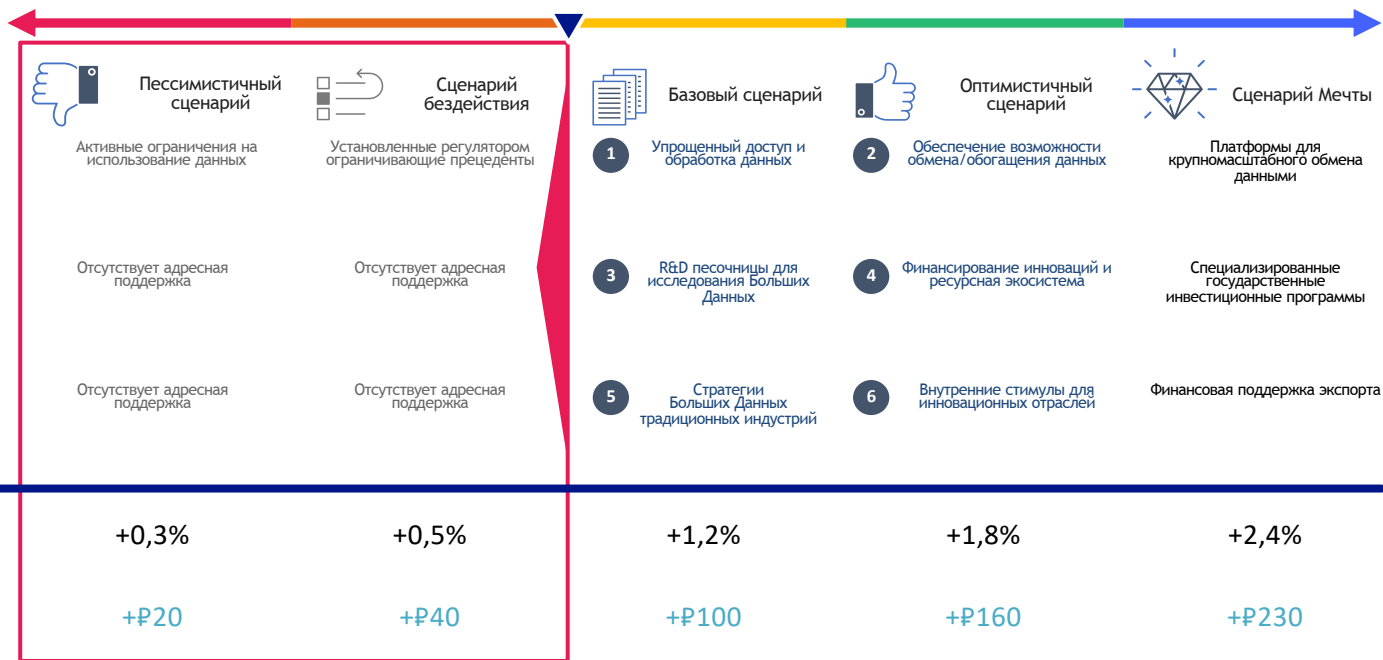 Пессимистичный
сценарий
Сценарий
бездействия
Базовый сценарий
Оптимистичный
сценарий
Сценарий Мечты
Активные ограничения на
использование данных
Установленные регулятором
ограничивающие прецеденты
1
Упрощенный доступ и
обработка данных
2
Обеспечение возможности
обмена/обогащения данных
Платформы для
крупномасштабного обмена
данными
Отсутствует адресная
поддержка
Отсутствует адресная
поддержка
3
R&D песочницы для
исследования Больших
Данных
4
Финансирование инноваций и
ресурсная экосистема
Специализированные
государственные
инвестиционные программы
Отсутствует адресная
поддержка
Отсутствует адресная
поддержка
5
Стратегии
Больших Данных
традиционных индустрий
6
Внутренние стимулы для
инновационных отраслей
Финансовая поддержка экспорта
+0,3%
+0,5%
+1,2%
+1,8%
+2,4%
+₽20
+₽40
+₽100
+₽160
+₽230